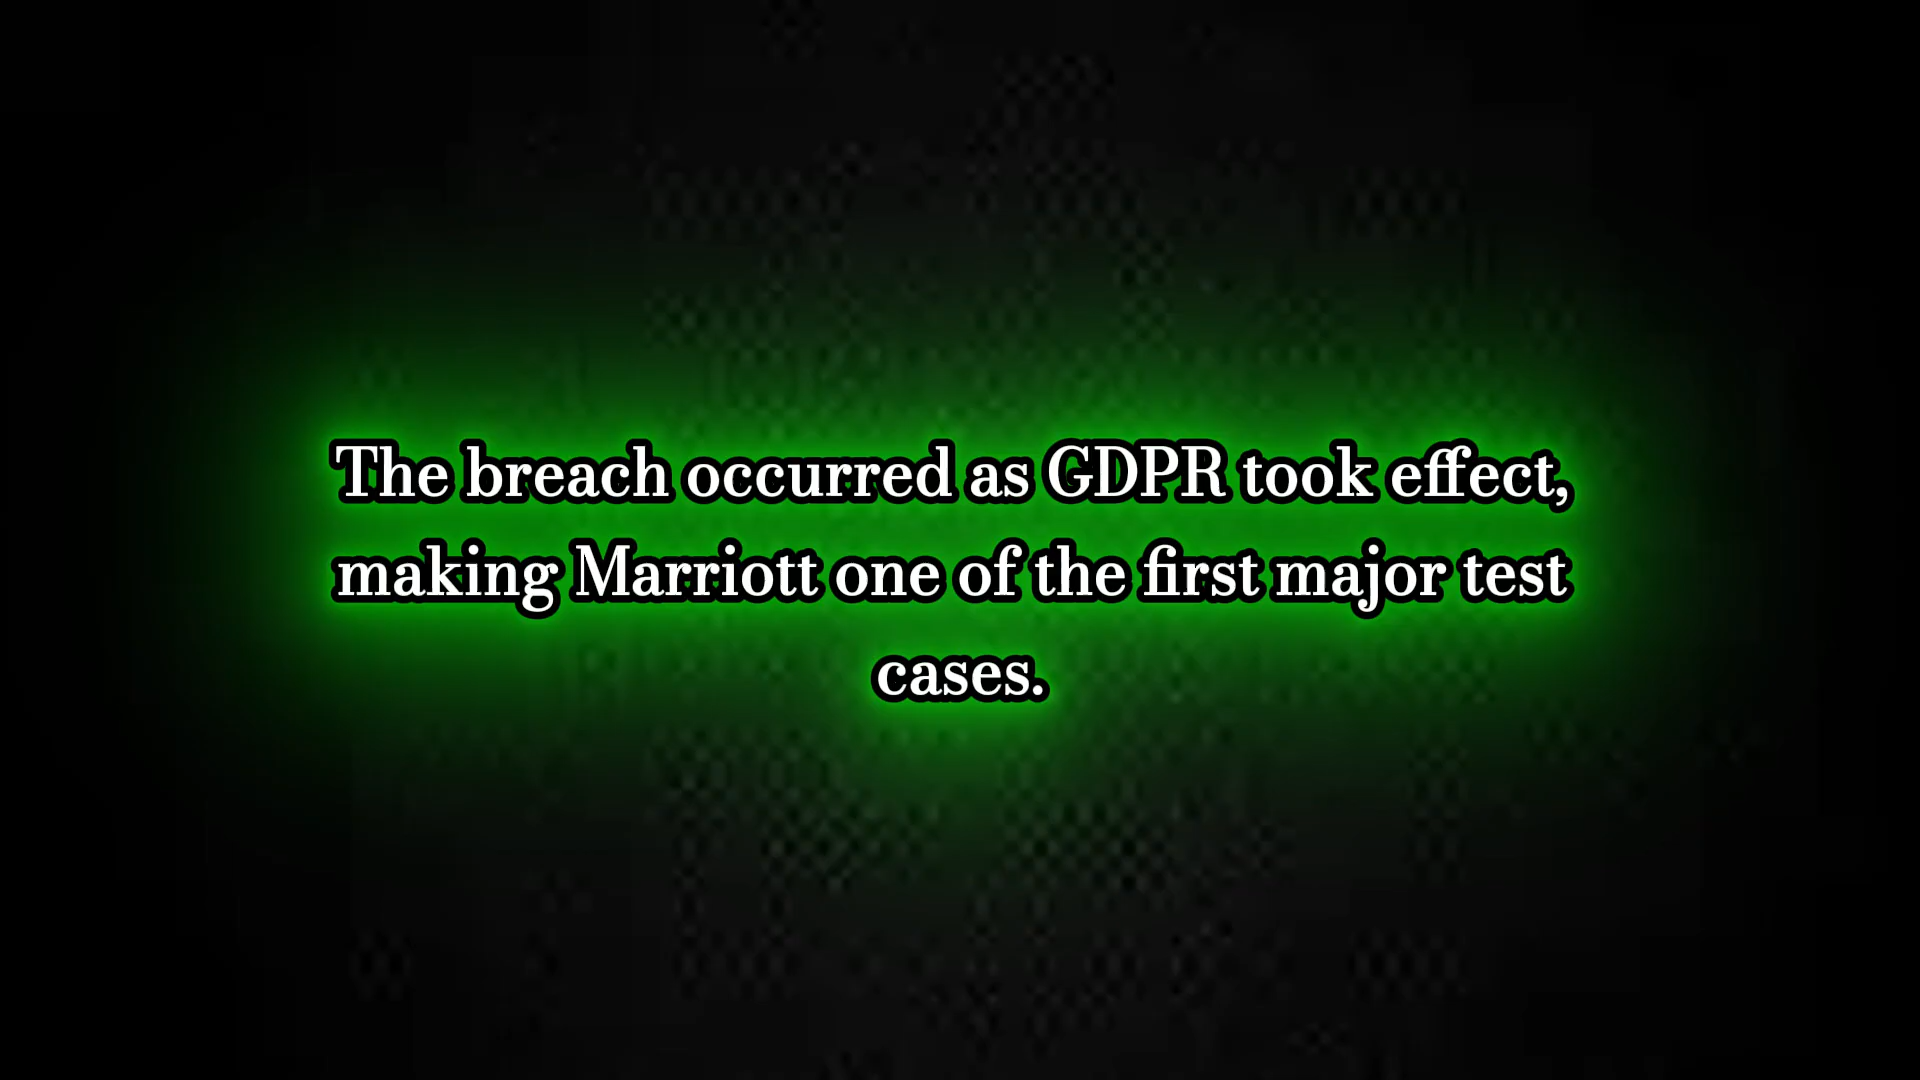 The breach occurred as GDPR took effect,
making Marriott one of the first major test
cases.